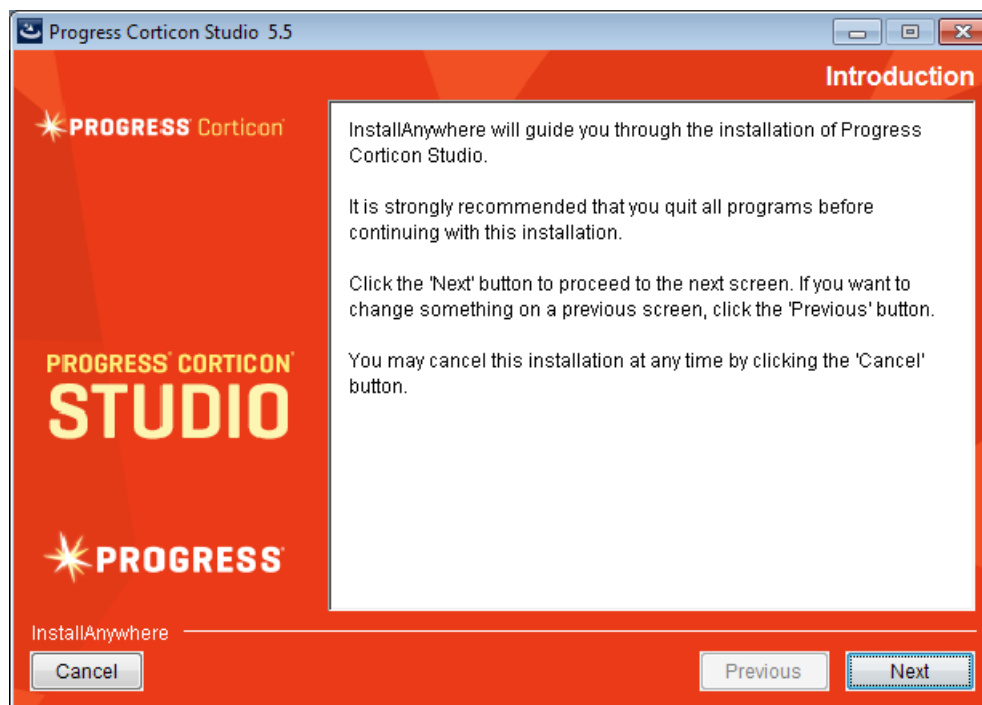 Progress Corticon Studio 5.5
Introduction
PROGRESS Corticon
InstallAnywhere will guide you through the installation of Progress
Corticon Studio.
It is strongly recommended that you quit all programs before
continuing with this installation.
Click the 'Next' button to proceed to the next screen. If you want to
change something on a previous screen, click the 'Previous' button.
You may cancel this installation at any time by clicking the 'Cancel'
button.
PROGRESS CORTICON
STUDIO
PROGRESS
InstallAnywhere
Cancel
Previous
Next